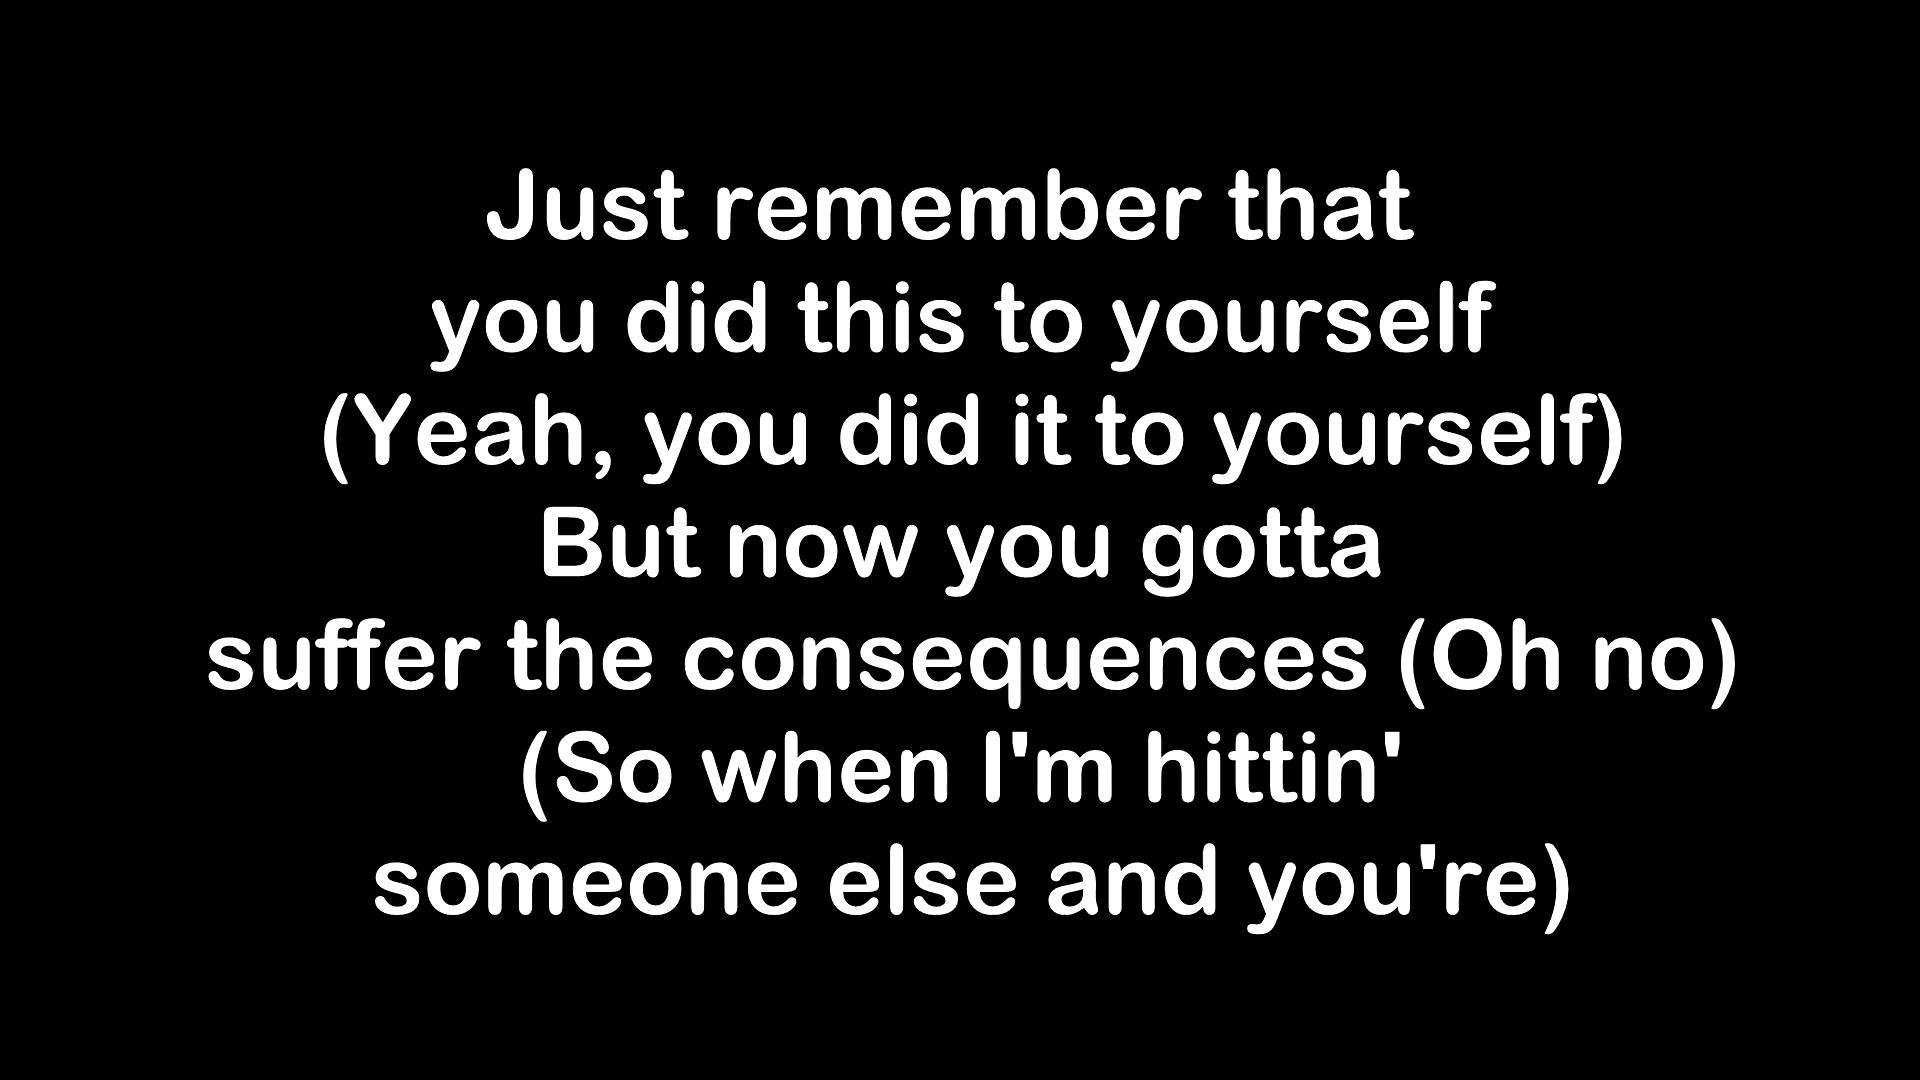 Just remember that
you did this to yourself
(Yeah, you did it to yourself)
But now you gotta
suffer the consequences (Oh no)
(So when I'm hittin'
someone else and you're)